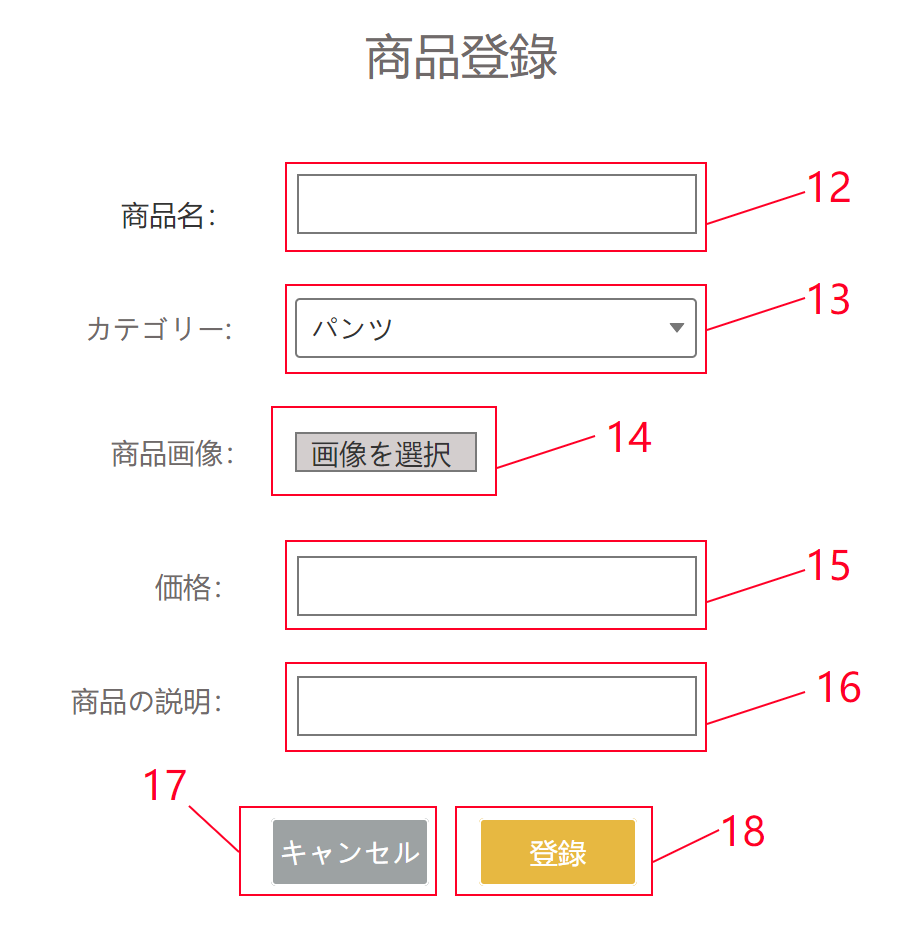 商品登錄
商品名：
12
カテゴリー：
パンツ
13
商品画像：
画像を選択
14
価格：
15
商品の説明：
16
17
キャンセル
登錄
18